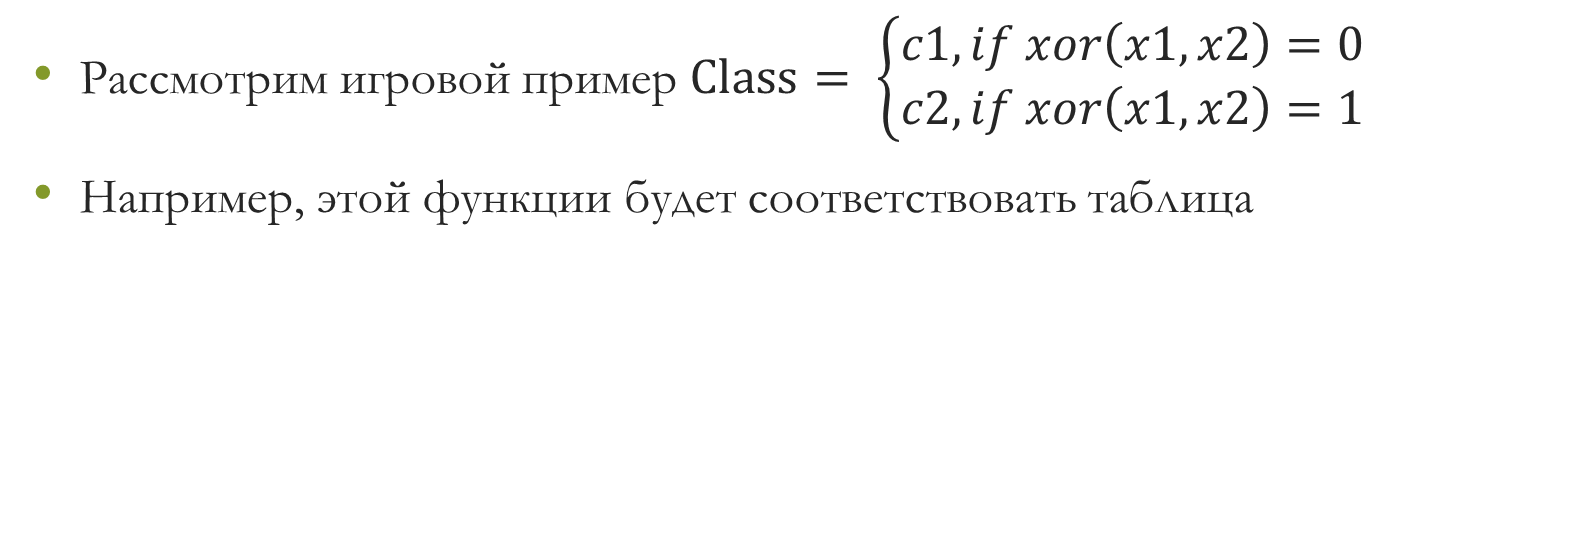 • Рассмотрим игровой пример Class = { c1, if xor(x1, x2) = 0
c2, if xor(x1, x2) = 1
• Например, этой функции будет соответствовать таблица